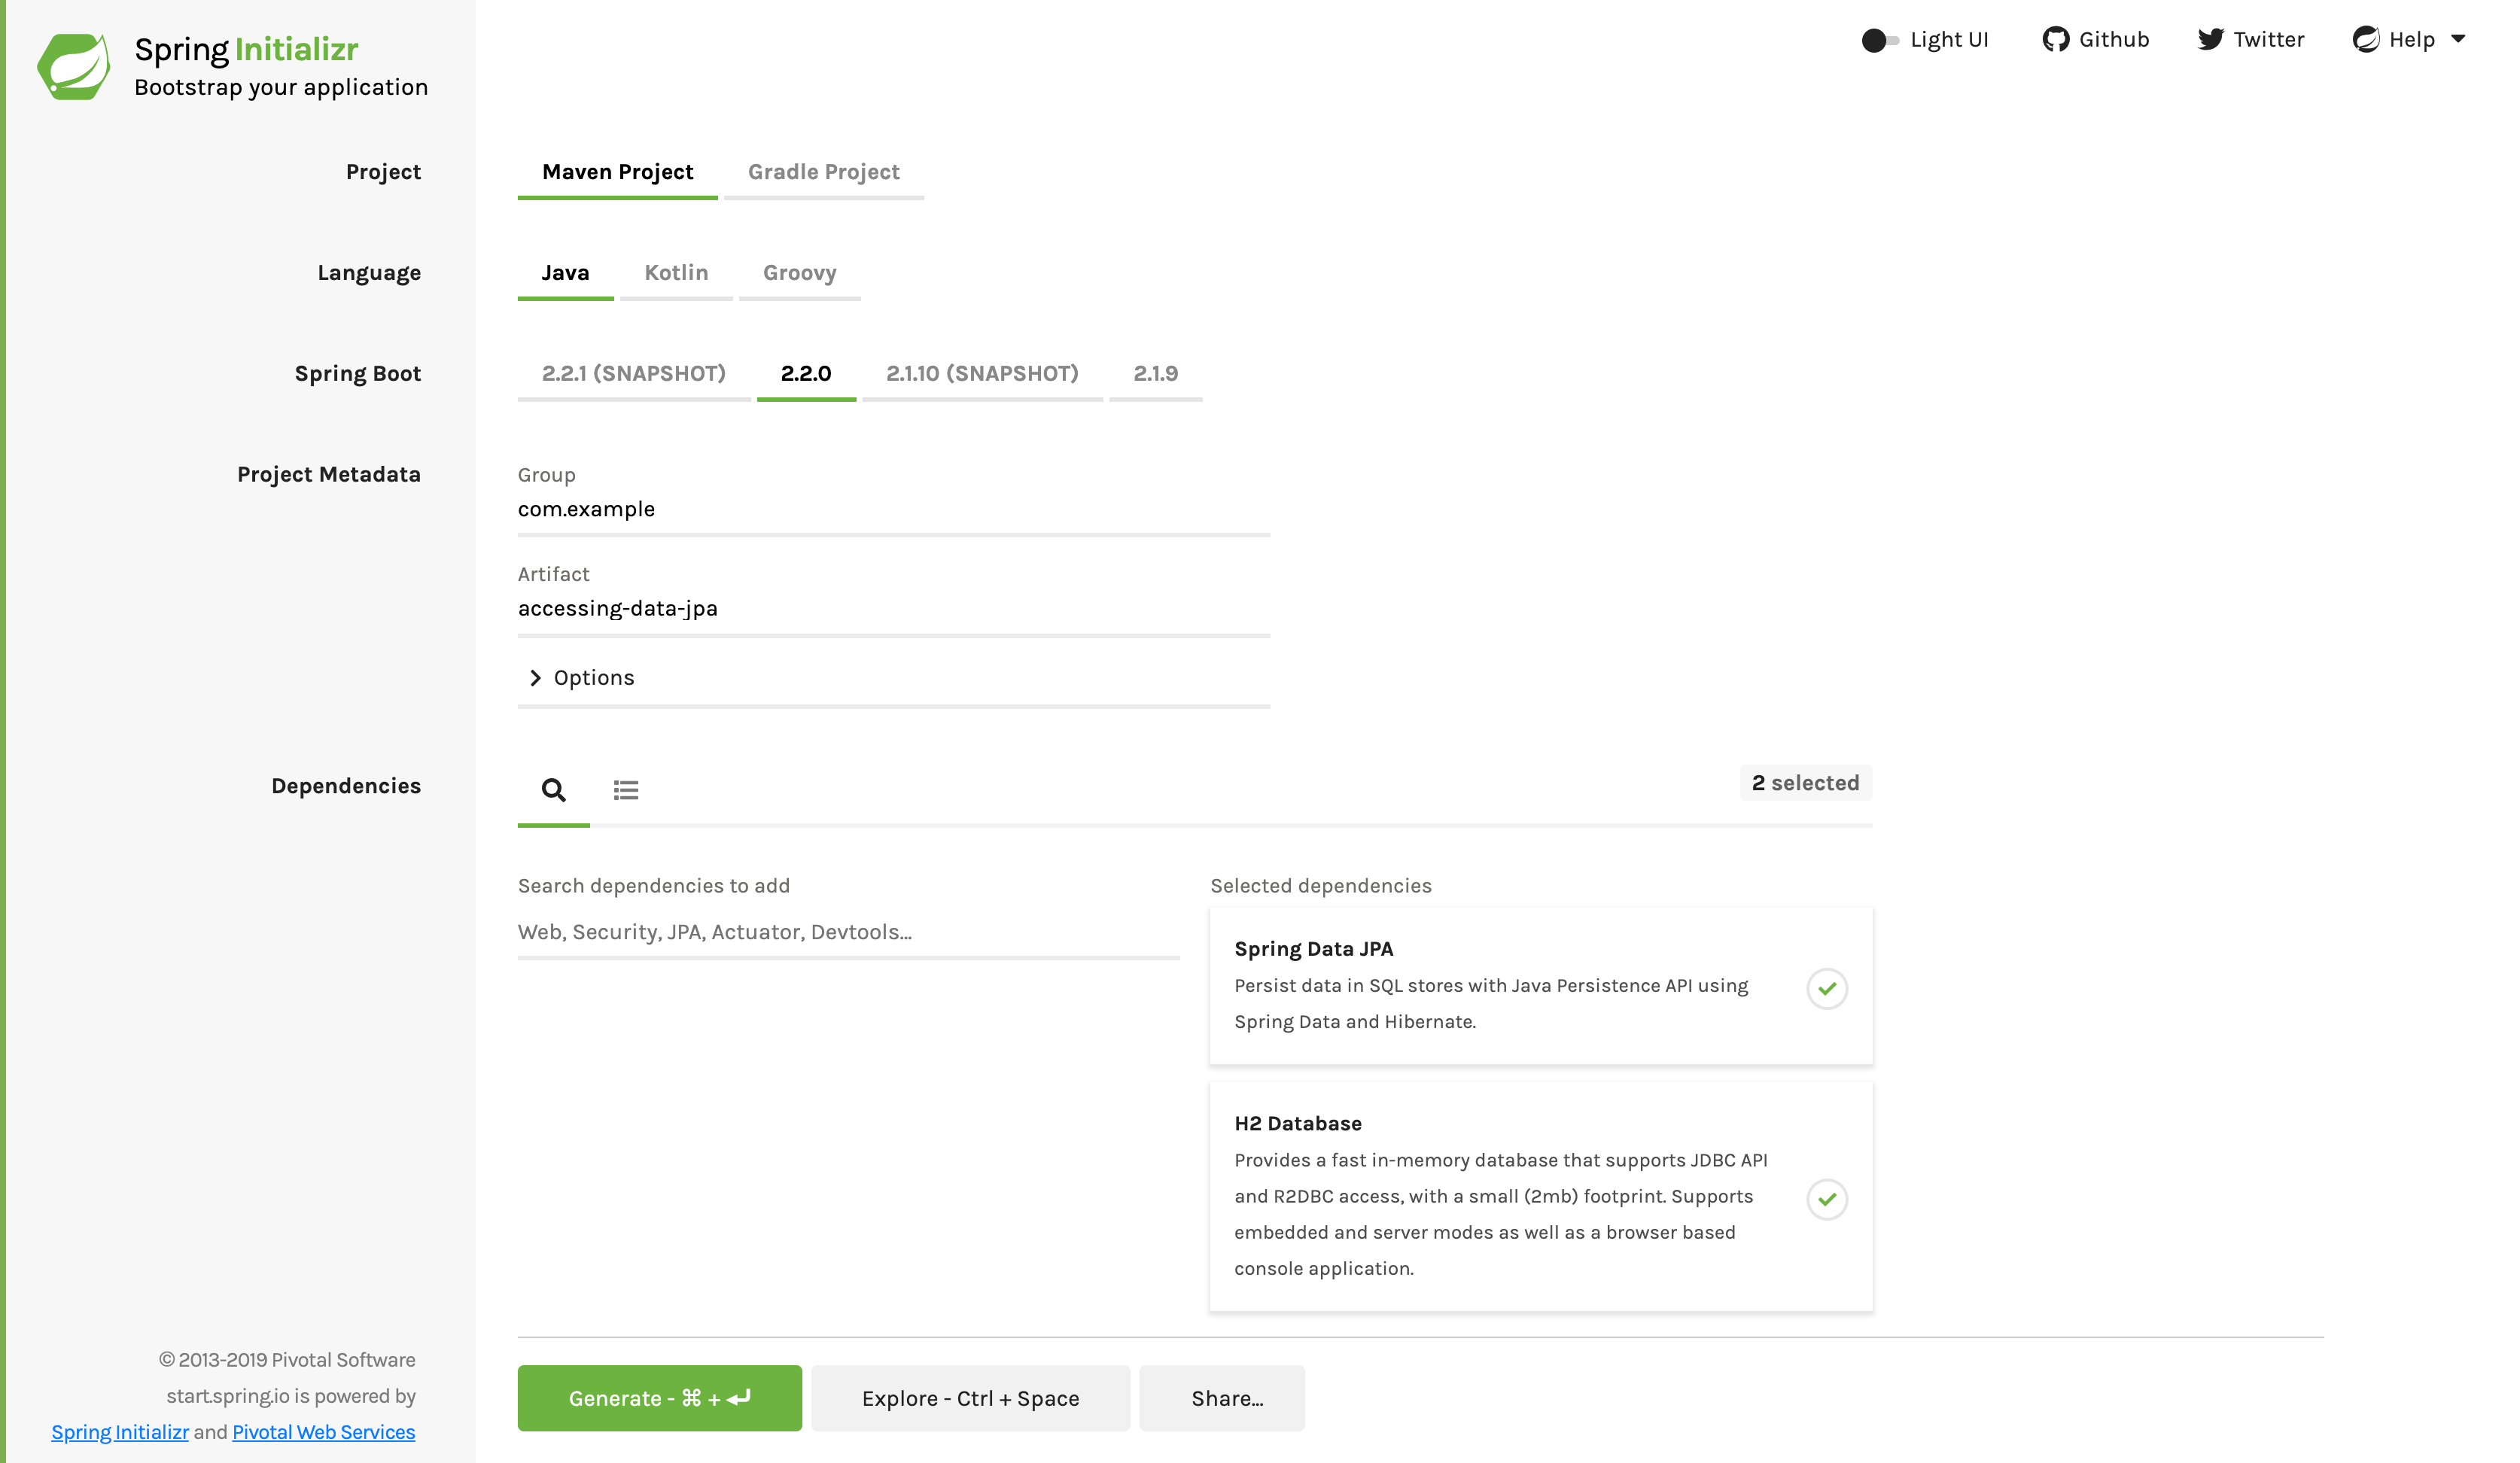 Spring Initializr
Bootstrap your application
Light UI
Github
Twitter
Help
Project
Maven Project
Gradle Project
Language
Java
Kotlin
Groovy
Spring Boot
2.2.1 (SNAPSHOT)
2.2.0
2.1.10 (SNAPSHOT)
2.1.9
Project Metadata
Group
com.example
Artifact
accessing-data-jpa
Options
Dependencies
2 selected
Search dependencies to add
Web, Security, JPA, Actuator, Devtools...
Selected dependencies
Spring Data JPA
Persist data in SQL stores with Java Persistence API using
Spring Data and Hibernate.
H2 Database
Provides a fast in-memory database that supports JDBC API
and R2DBC access, with a small (2mb) footprint. Supports
embedded and server modes as well as a browser based
console application.
© 2013-2019 Pivotal Software
start.spring.io is powered by
Spring Initializr and Pivotal Web Services
Generate - ⌘ + ⏎
Explore - Ctrl + Space
Share...